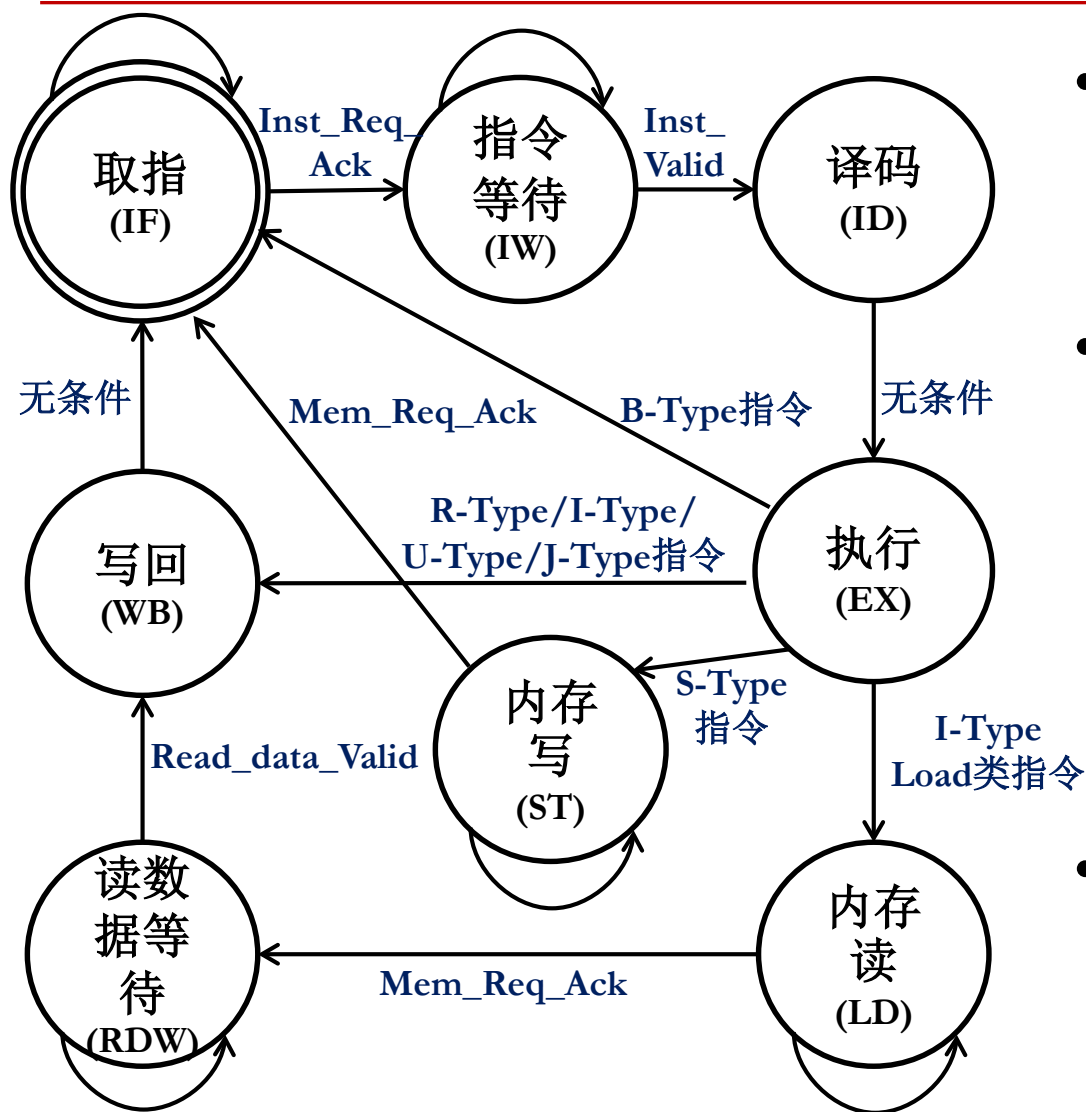 取指
(IF)
Inst_Req_
Ack
指令
等待
(IW)
Inst_
Valid
译码
(ID)
无条件
Mem_Req_Ack
B-Type指令
无条件
写回
(WB)
R-Type/I-Type/
U-Type/J-Type指令
执行
(EX)
内存
写
(ST)
S-Type
指令
Read_data_Valid
I-Type
Load类指令
读数
据等
待
(RDW)
Mem_Req_Ack
内存
读
(LD)